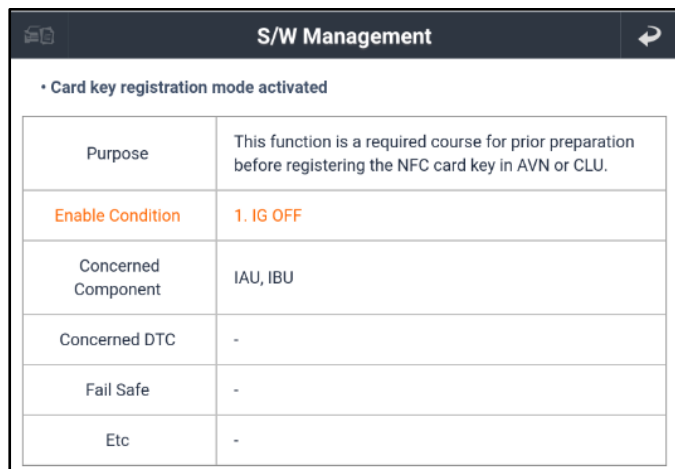 S/W Management
• Card key registration mode activated
Purpose
This function is a required course for prior preparation
before registering the NFC card key in AVN or CLU.
Enable Condition
1. IG OFF
Concerned
Component
IAU, IBU
Concerned DTC
-
Fail Safe
-
Etc
-